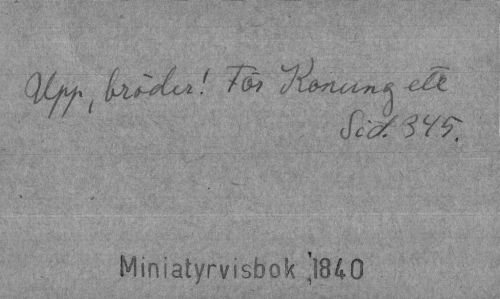 Upp, bröder! För Konung etc
Sid. 345.
Miniatyrvisbok 1840